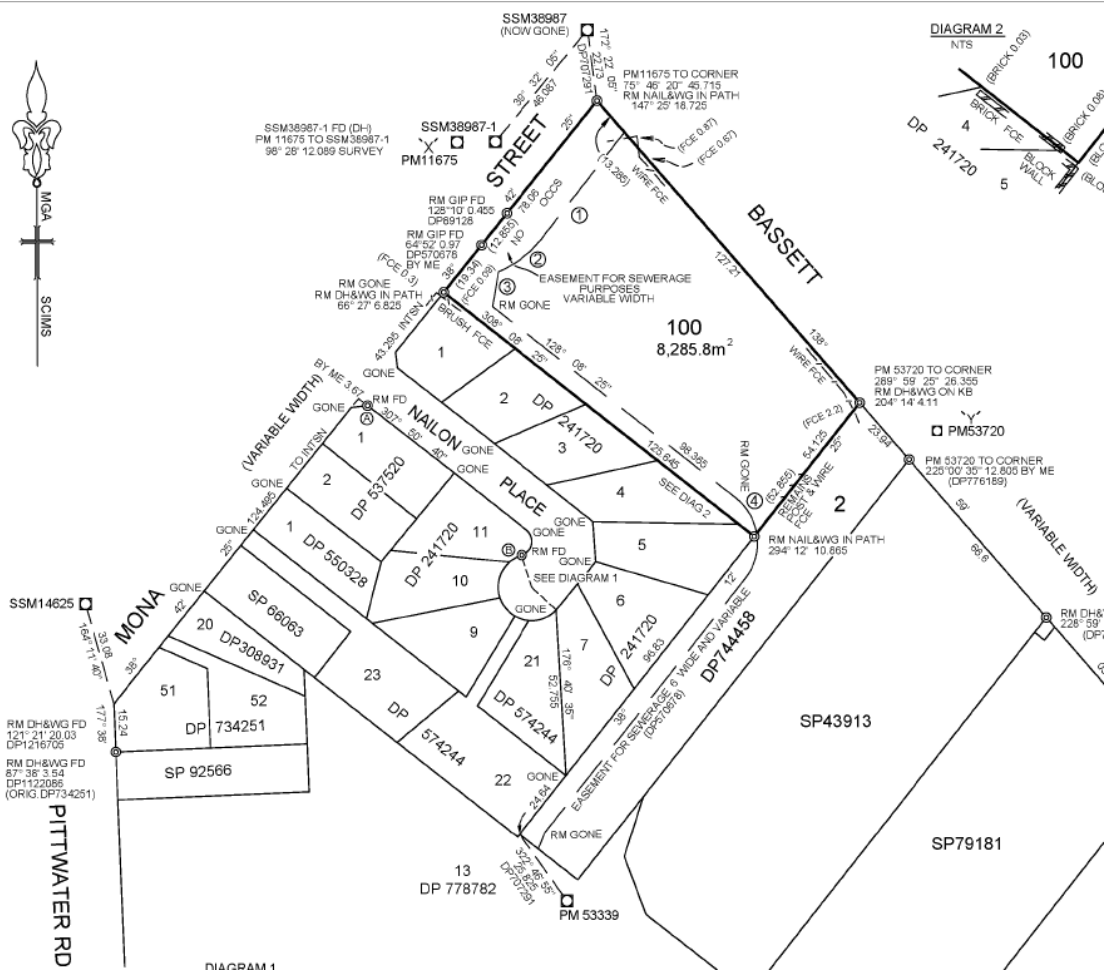 SSM38987
(NOW GONE)
172° 22' 05"
22.73
DP707291
39° 32' 05"
46.087
PM11675 TO CORNER
75° 46' 20" 45.715
RM NAIL&WG IN PATH
147° 25' 18.725
DIAGRAM 2
NTS
(BRICK 0.03)
100
BRICK FCE
4
(BRICK 0.08)
DP 241720
BLOCK
WALL
5
MGA
SCIMS
SSM38987-1 FD (DH)
PM 11675 TO SSM38987-1
98° 28' 12.089 SURVEY
SSM38987-1
PM11675
STREET
25"
(FCE 0.87)
(FCE 0.67)
(13.285)
WIRE FCE
RM GIP FD
128°10' 0.455
DP89128
42'
78.06
NO OCCS
1
BASSETT
RM GIP FD
64°52' 0.97
DP570678
BY ME
(12.855)
(FCE 0.3)
38°
(19.34)
(FCE 0.09)
2
3
EASEMENT FOR SEWERAGE
PURPOSES
VARIABLE WIDTH
127.21
RM GONE
RM DH&WG IN PATH
66° 27' 6.825
RM GONE
BRUSH FCE
308° 08' 25"
128° 08' 25"
100
8,285.8m²
138°
WIRE FCE
43.295 INTSN
1
GONE
PM 53720 TO CORNER
289° 59' 25" 26.355
RM DH&WG ON KB
204° 14' 4.11
(FCE 2.2)
23.94
PM53720
BY ME 3.67
GONE
RM FD
A
NAILON
2
DP 241720
125.645
98.365
RM GONE
54.125
25"
(52.855)
REMAINS
POST & WIRE
FCE
PM 53720 TO CORNER
225°00' 35" 12.805 BY ME
(DP776189)
(VARIABLE WIDTH)
307° 50' 40"
1
GONE
3
TO INTSN
PLACE
4
SEE DIAG 2
4
2
59'
66.6
(VARIABLE WIDTH)
GONE
2
DP 537520
GONE
RM NAIL&WG IN PATH
294° 12' 10.865
GONE
124.495
1
DP 550328
DP 241720
11
B
RM FD
5
GONE
25"
10
SEE DIAGRAM 1
6
12'
GONE
42'
SP 66063
9
GONE
7
DP 241720
DP744458
SSM14625
33.08
164° 11' 40"
MONA
38°
20
DP308931
96.83
EASEMENT FOR SEWERAGE 6 WIDE AND VARIABLE
(DP570678)
51
52
23
21
176° 40' 35"
52.755
38°
SP43913
177° 38'
15.24
DP 734251
DP 574244
DP 574244
RM DH&WG FD
121° 21' 20.03
DP1216705
RM DH&WG FD
87° 38' 3.54
DP1122086
(ORIG.DP734251)
SP 92566
22
GONE
24.64
PITTWATER RD
RM GONE
SP79181
13
DP 778782
322° 46' 55"
25.825
DP707291
PM 53339
DIAGRAM 1